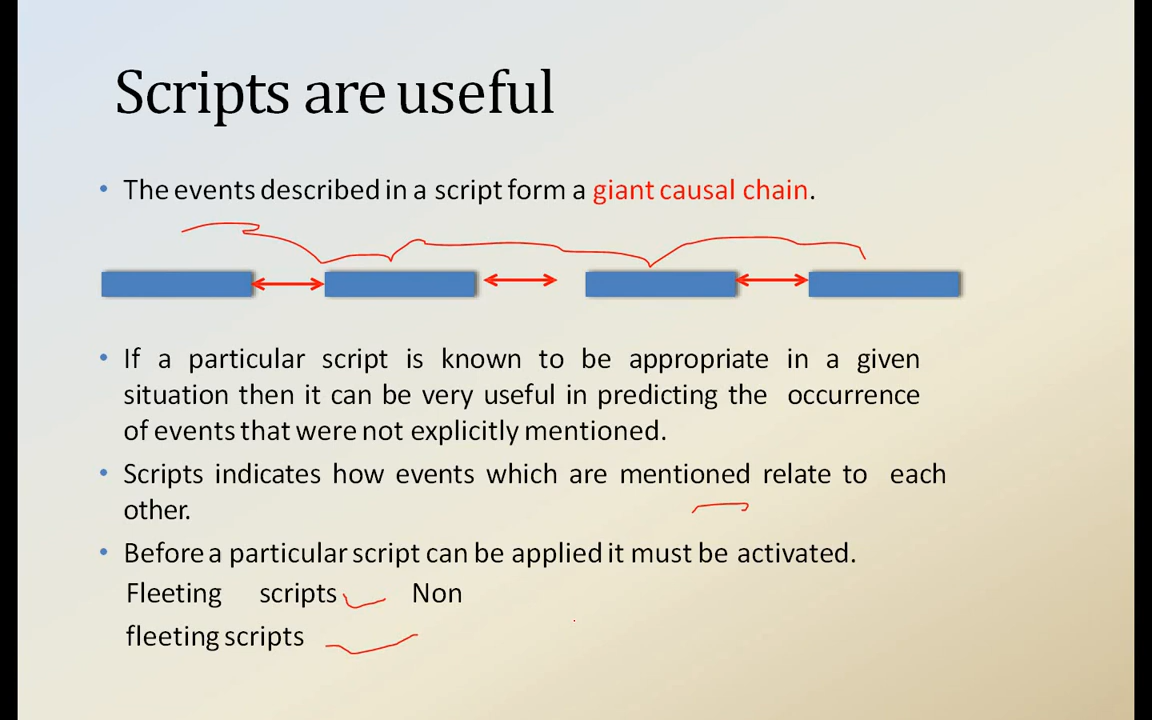 Scripts are useful
• The events described in a script form a giant causal chain.
• If a particular script is known to be appropriate in a given
situation then it can be very useful in predicting the occurrence
of events that were not explicitly mentioned.
• Scripts indicates how events which are mentioned relate to each
other.
• Before a particular script can be applied it must be activated.
Fleeting scripts Non
fleeting scripts